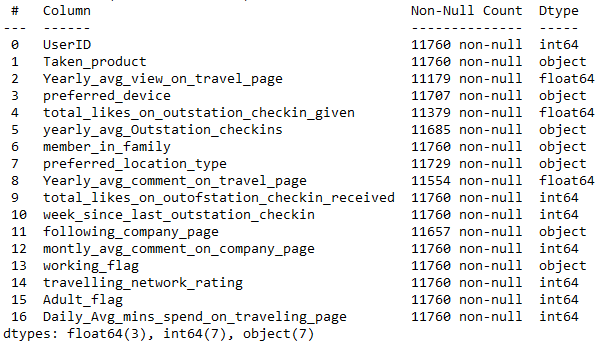 #   Column                                     Non-Null Count  Dtype
--- ------                                     --------------  -----
0   UserID                                     11760 non-null  int64
1   Taken_product                              11760 non-null  object
2   Yearly_avg_view_on_travel_page             11179 non-null  float64
3   preferred_device                           11707 non-null  object
4   total_likes_on_outstation_checkin_given    11379 non-null  float64
5   yearly_avg_Outstation_checkins             11685 non-null  object
6   member_in_family                           11760 non-null  object
7   preferred_location_type                    11729 non-null  object
8   Yearly_avg_comment_on_travel_page          11554 non-null  float64
9   total_likes_on_outofstation_checkin_received  11760 non-null  int64
10  week_since_last_outstation_checkin         11760 non-null  int64
11  following_company_page                     11657 non-null  object
12  montly_avg_comment_on_company_page         11760 non-null  int64
13  working_flag                               11760 non-null  object
14  travelling_network_rating                  11760 non-null  int64
15  Adult_flag                                 11760 non-null  int64
16  Daily_Avg_mins_spend_on_traveling_page     11760 non-null  int64
dtypes: float64(3), int64(7), object(7)